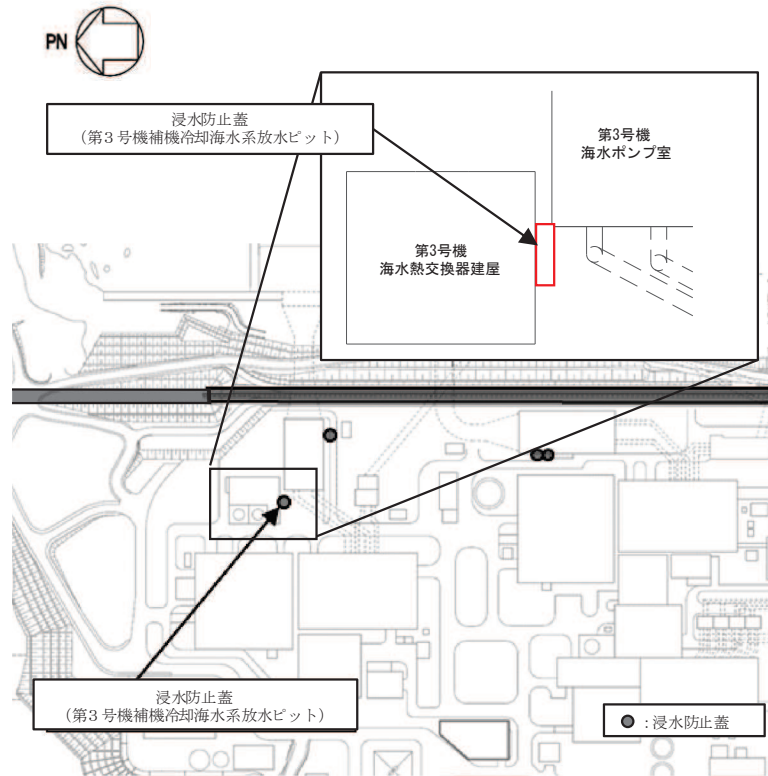 PN
浸水防止蓋
（第３号機補機冷却海水系放水ピット）
第3号機
海水ポンプ室
第3号機
海水熱交換器建屋
浸水防止蓋
（第３号機補機冷却海水系放水ピット）
：浸水防止蓋